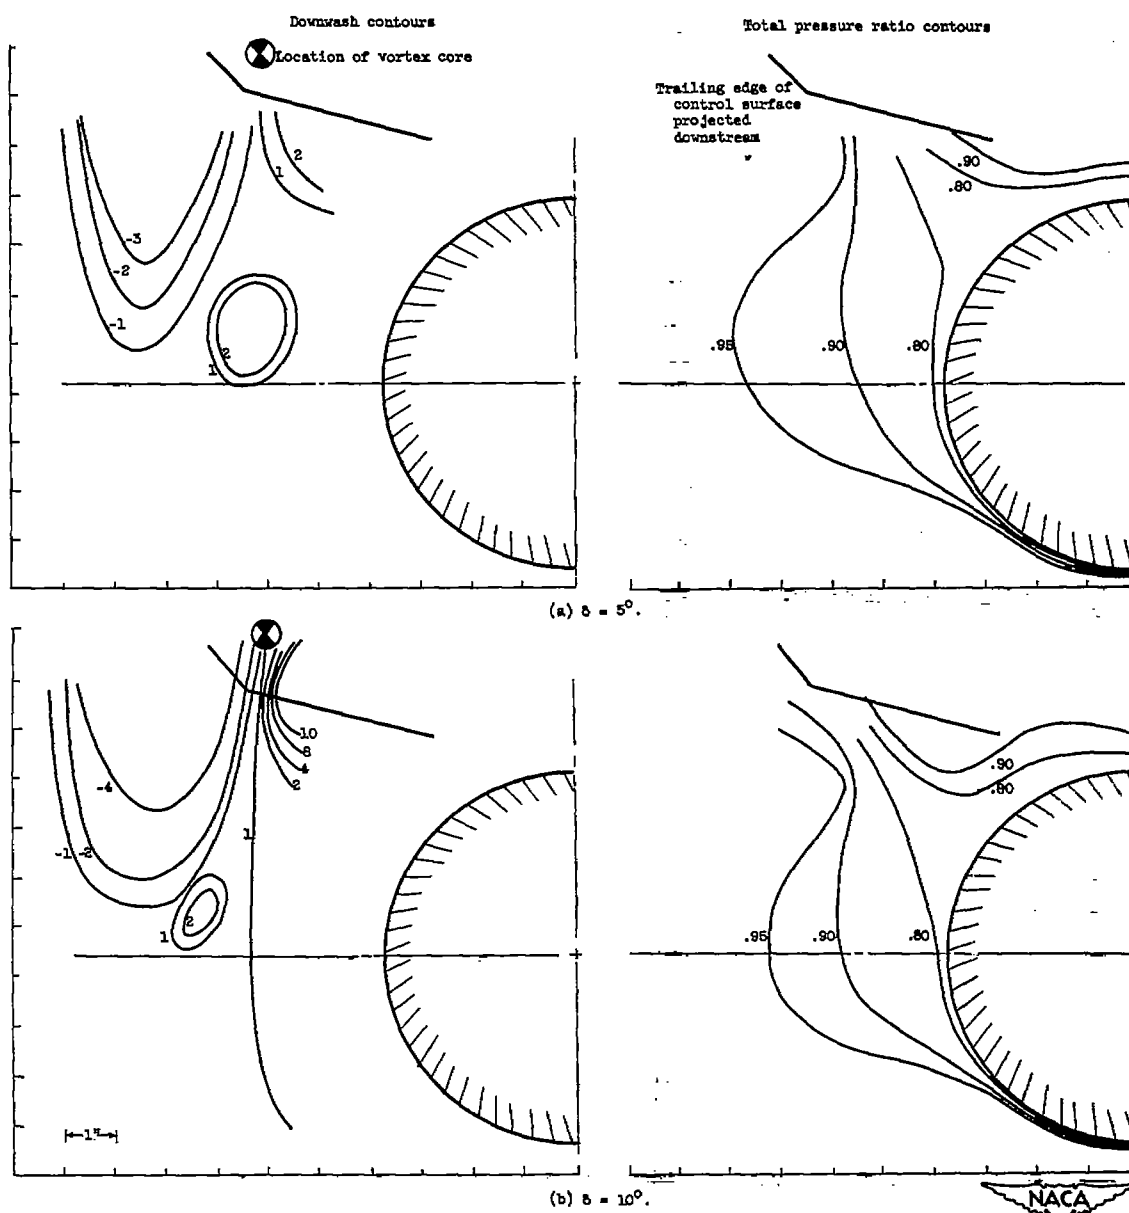 Downwash contours
Total pressure ratio contours
Location of vortex core
Trailing edge of
control surface
projected
downstream
2
1
-3
-2
-1
2
1
.90
.80
.95
.90
.80
(a) δ = 5°.
10
8
4
2
-4
1
-1
-2
2
1
1"
.90
.80
.95
.90
.80
(b) δ = 10°.
NACA